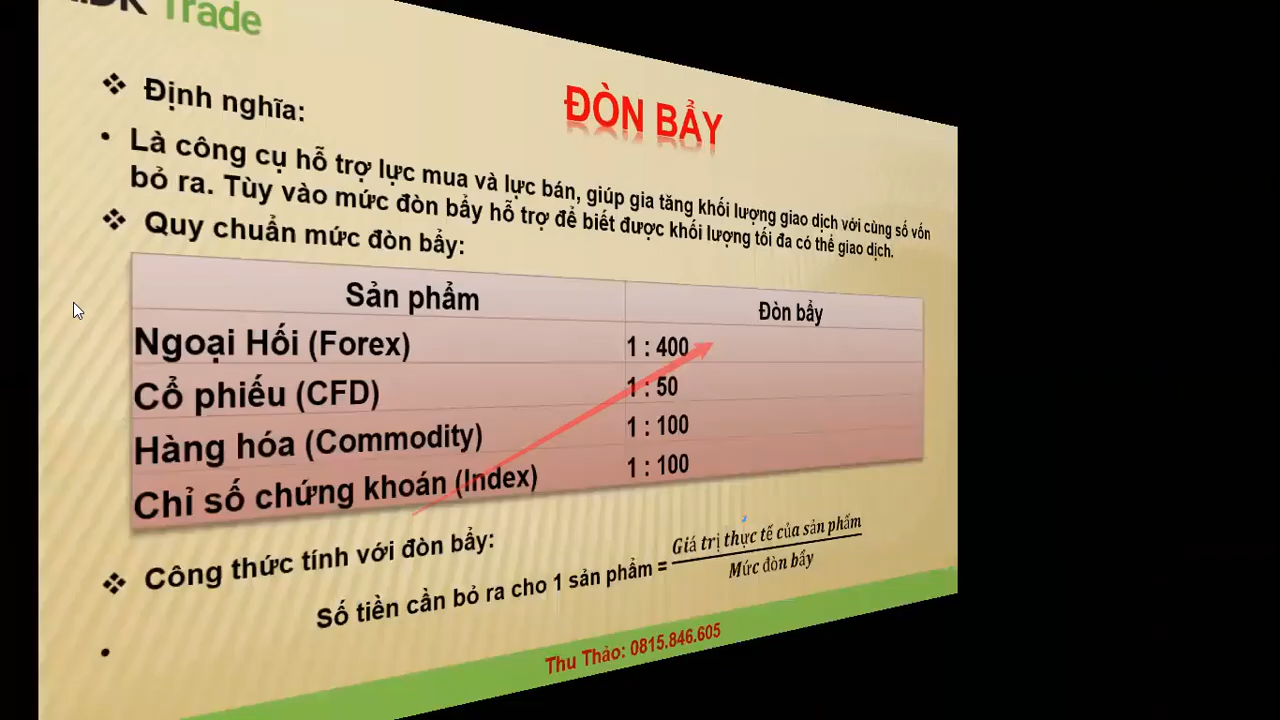 Trade
ĐÒN BẨY
Định nghĩa:
Là công cụ hỗ trợ lực mua và lực bán, giúp gia tăng khối lượng giao dịch với cùng số vốn
bỏ ra. Tùy vào mức đòn bẩy hỗ trợ để biết được khối lượng tối đa có thể giao dịch.
Quy chuẩn mức đòn bẩy:
Sản phẩm Đòn bẩy
Ngoại Hối (Forex) 1 : 400
Cổ phiếu (CFD) 1 : 50
Hàng hóa (Commodity) 1 : 100
Chỉ số chứng khoán (Index) 1 : 100
Công thức tính với đòn bẩy:
Giá trị thực tế của sản phẩm
Số tiền cần bỏ ra cho 1 sản phẩm =
Mức đòn bẩy
Thu Thảo: 0815.846.605